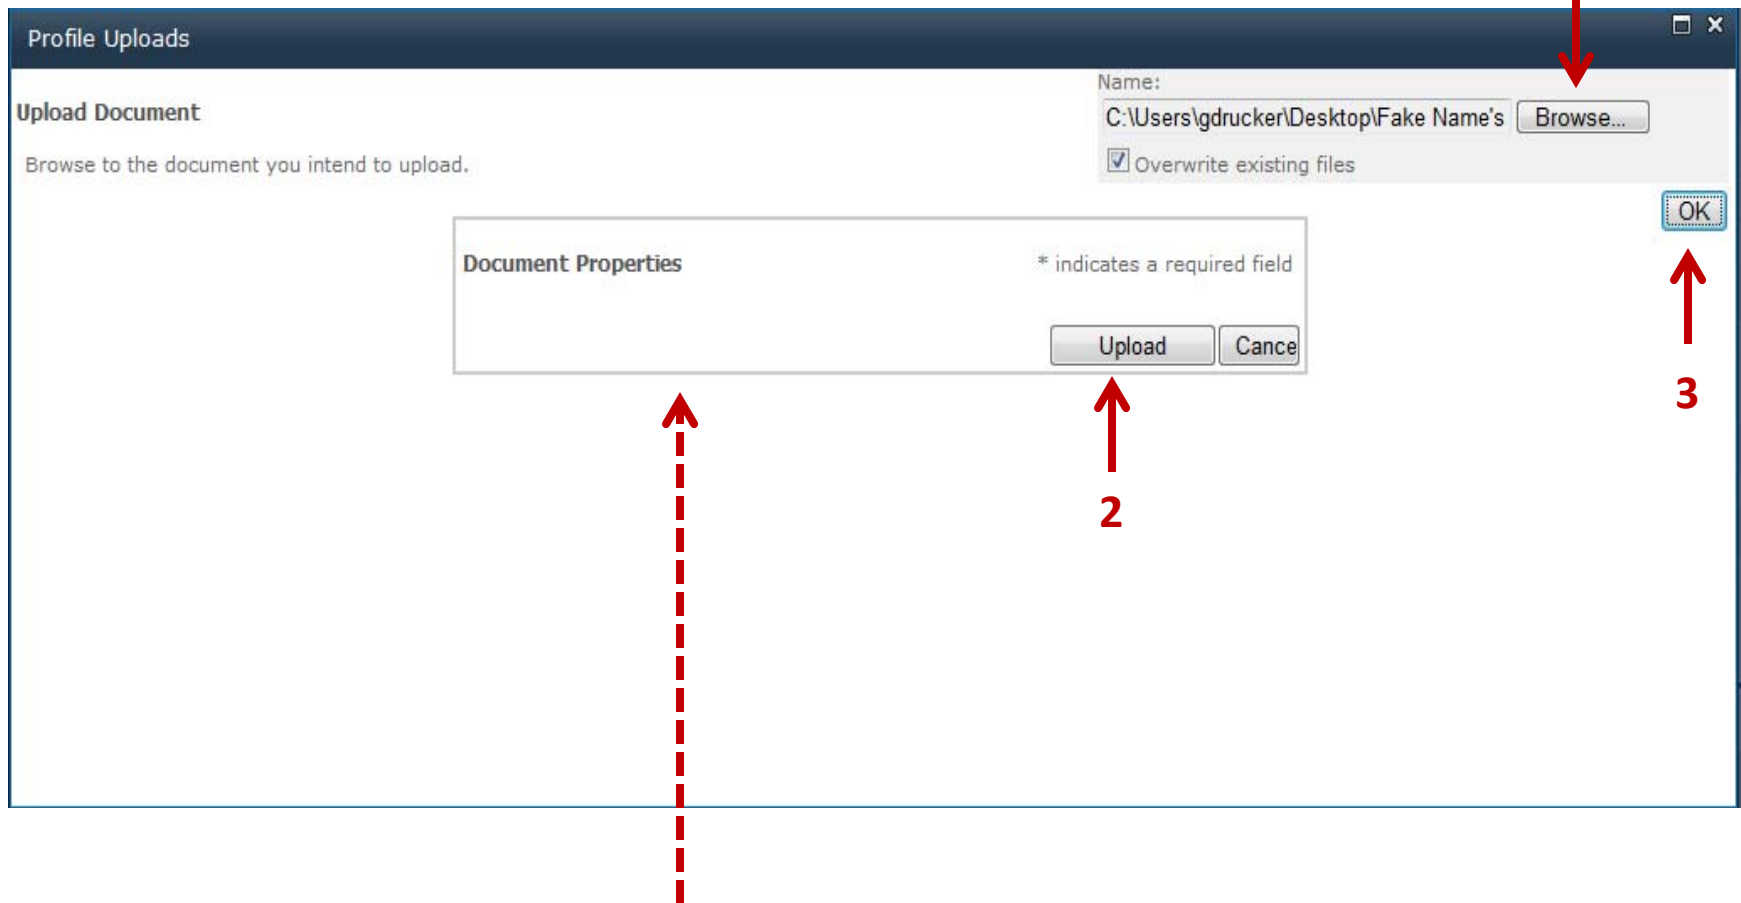 Profile Uploads
Name:
Upload Document
C:\Users\gdrucker\Desktop\Fake Name's
Browse...
Browse to the document you intend to upload.
Overwrite existing files
OK
Document Properties
* indicates a required field
Upload
Cance
3
2